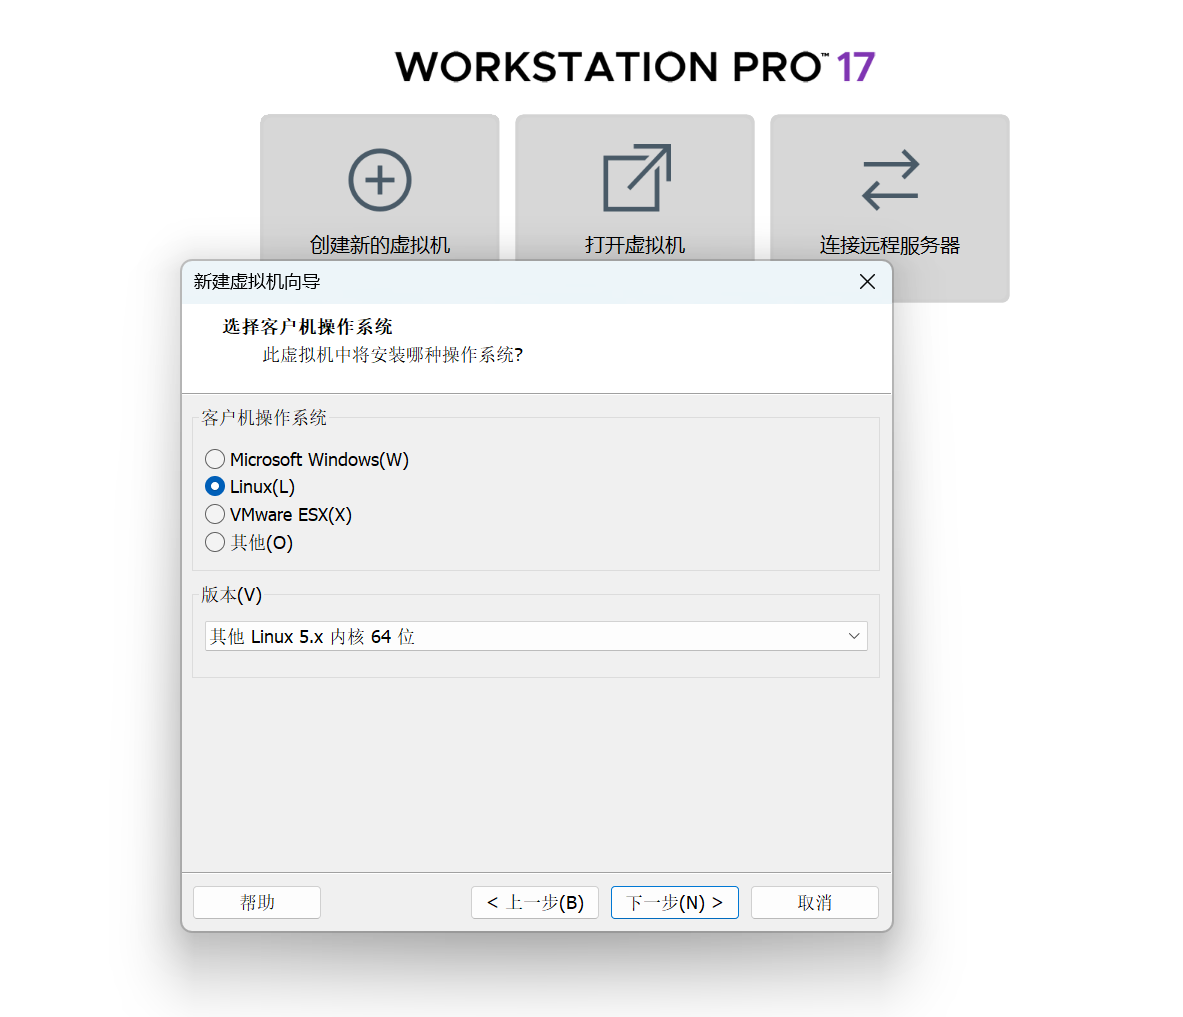 WORKSTATION PRO™ 17
创建新的虚拟机
打开虚拟机
连接远程服务器
新建虚拟机向导
选择客户机操作系统
此虚拟机中将安装哪种操作系统?
客户机操作系统
Microsoft Windows(W)
Linux(L)
VMware ESX(X)
其他(O)
版本(V)
其他 Linux 5.x 内核 64 位
帮助
< 上一步(B)
下一步(N) >
取消